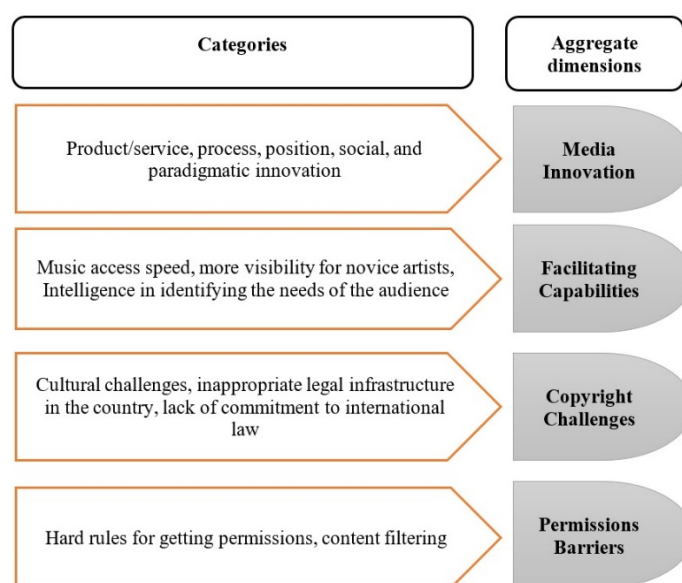 Categories
Aggregate
dimensions
Product/service, process, position, social, and
paradigmatic innovation
Media
Innovation
Music access speed, more visibility for novice artists,
Intelligence in identifying the needs of the audience
Facilitating
Capabilities
Cultural challenges, inappropriate legal infrastructure
in the country, lack of commitment to international
law
Copyright
Challenges
Hard rules for getting permissions, content filtering
Permissions
Barriers